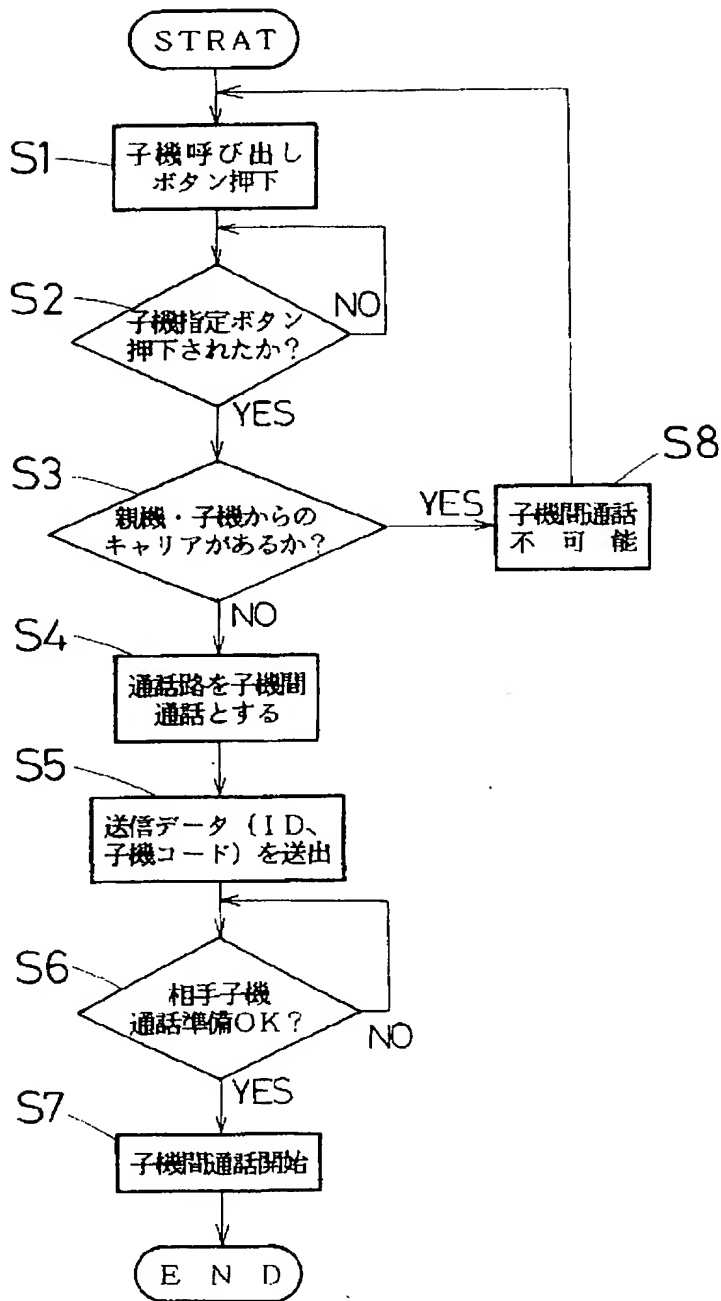 STRAT
S1
子機呼び出し
ボタン押下
S2
子機指定ボタン
押下されたか?
NO
YES
S3
親機・子機からの
キャリアがあるか?
YES
S8
子機間通話
不可能
NO
S4
通話路を子機間
通話とする
S5
送信データ(ID、
子機コード)を送出
S6
相手子機
通話準備OK?
NO
YES
S7
子機間通話開始
END